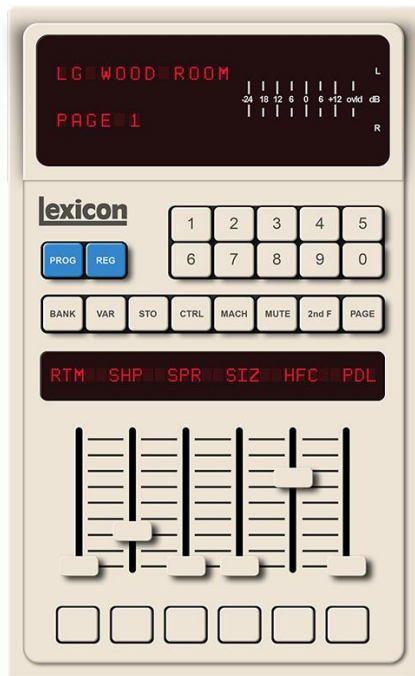 LG WOOD ROOM
L
-24 18 12 6 0 6 +12 ovld dB
PAGE 1
R
lexicon
1 2 3 4 5
PROG REG
6 7 8 9 0
BANK VAR STO CTRL MACH MUTE 2nd F PAGE
RTM SHP SPR SIZ HFC PDL